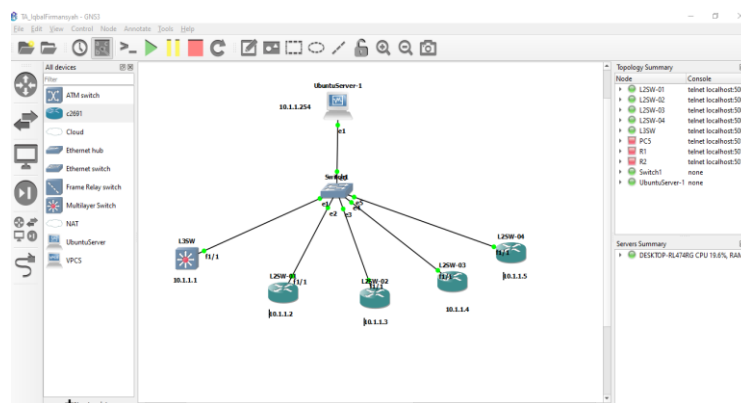 TA_IqbalFirmansyah - GNS3
File Edit View Control Node Annotate Tools Help
All devices
Filter
ATM switch
c2691
Cloud
Ethernet hub
Ethernet switch
Frame Relay switch
Multilayer Switch
NAT
UbuntuServer
VPCS
UbuntuServer-1
10.1.1.254
e1
e1
e2
e3
e4
e5
L3SW
f1/1
10.1.1.1
L2SW-01
f1/1
10.1.1.2
L2SW-02
f1/1
10.1.1.3
L2SW-03
f1/1
10.1.1.4
L2SW-04
f1/1
10.1.1.5
Topology Summary
Node Console
L2SW-01 telnet localhost:50
L2SW-02 telnet localhost:50
L2SW-03 telnet localhost:50
L2SW-04 telnet localhost:50
L3SW telnet localhost:50
PC5 telnet localhost:50
R1 telnet localhost:50
R2 telnet localhost:50
Switch1 none
UbuntuServer-1 none
Servers Summary
DESKTOP-RL474RG CPU 19.6%, RAM